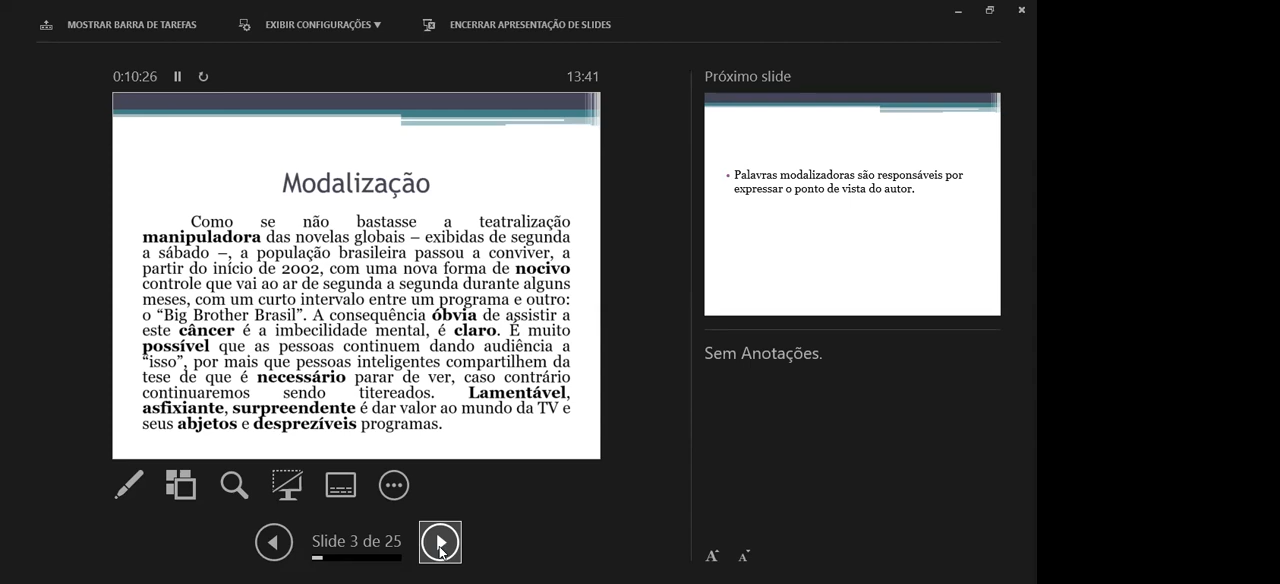 MOSTRAR BARRA DE TAREFAS
EXIBIR CONFIGURAÇÕES ▼
ENCERRAR APRESENTAÇÃO DE SLIDES
0:10:26
13:41
Modalização
Como se não bastasse a teatralização
manipuladora das novelas globais – exibidas de segunda
a sábado –, a população brasileira passou a conviver, a
partir do início de 2002, com uma nova forma de nocivo
controle que vai ao ar de segunda a segunda durante alguns
meses, com um curto intervalo entre um programa e outro:
o “Big Brother Brasil”. A consequência óbvia de assistir a
este câncer é a imbecilidade mental, é claro. É muito
possível que as pessoas continuem dando audiência a
“isso”, por mais que pessoas inteligentes compartilhem da
tese de que é necessário parar de ver, caso contrário
continuaremos sendo titereados. Lamentável,
asfixiante, surpreendente é dar valor ao mundo da TV e
seus abjetos e desprezíveis programas.
Slide 3 de 25
Próximo slide
• Palavras modalizadoras são responsáveis por
expressar o ponto de vista do autor.
Sem Anotações.
A A